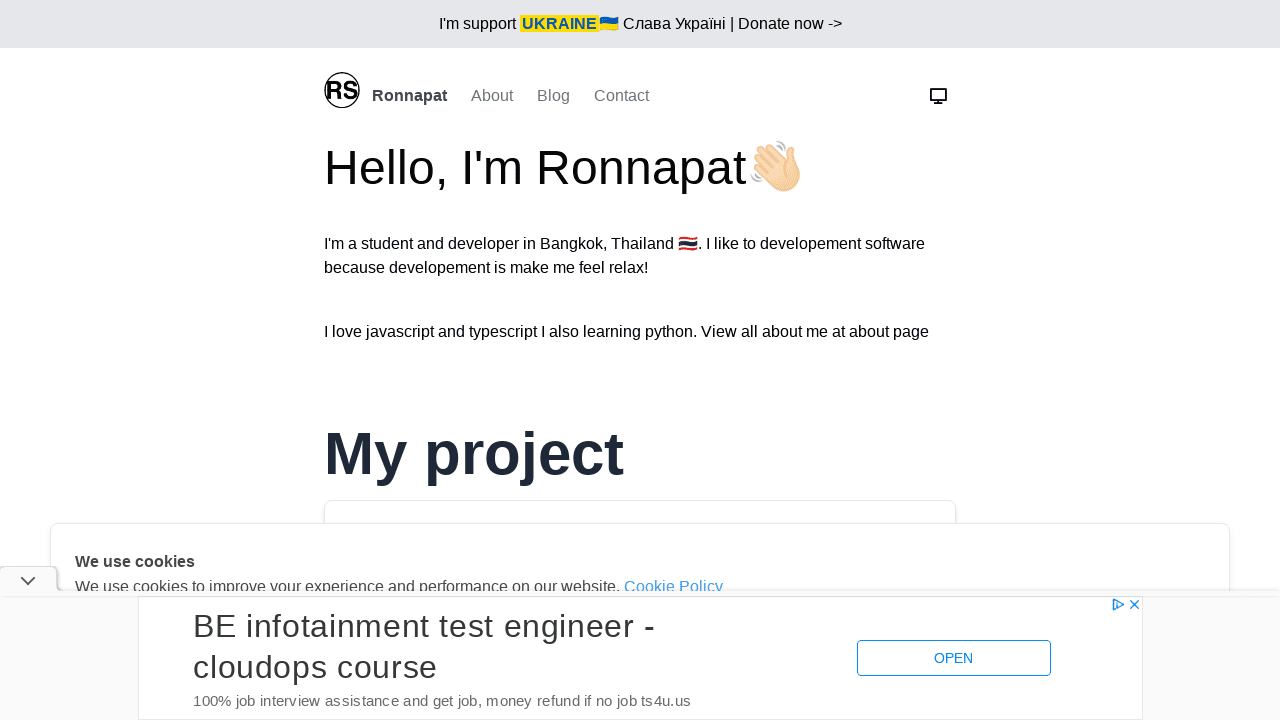 I'm support UKRAINE🇺🇦 Слава Україні | Donate now ->
RS Ronnapat About Blog Contact
Hello, I'm Ronnapat👋🏻
I'm a student and developer in Bangkok, Thailand 🇹🇭. I like to developement software
because developement is make me feel relax!
I love javascript and typescript I also learning python. View all about me at about page
My project
We use cookies
We use cookies to improve your experience and performance on our website. Cookie Policy
BE infotainment test engineer -
cloudops course
100% job interview assistance and get job, money refund if no job ts4u.us
OPEN